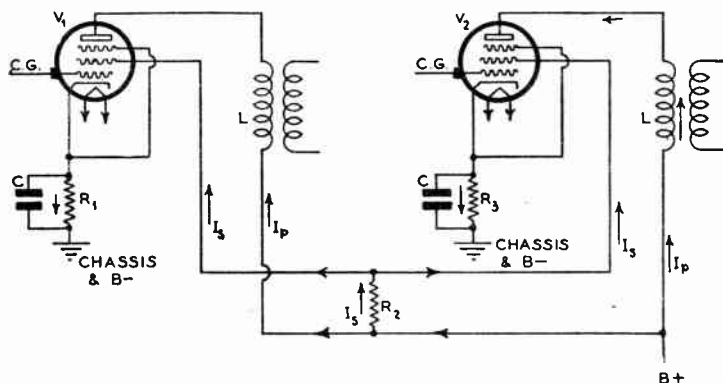 V1
C.G.
L
C
R1
CHASSIS
& B−
Is
Ip
V2
C.G.
L
C
R3
CHASSIS
& B−
Is
Ip
Is
R2
B+